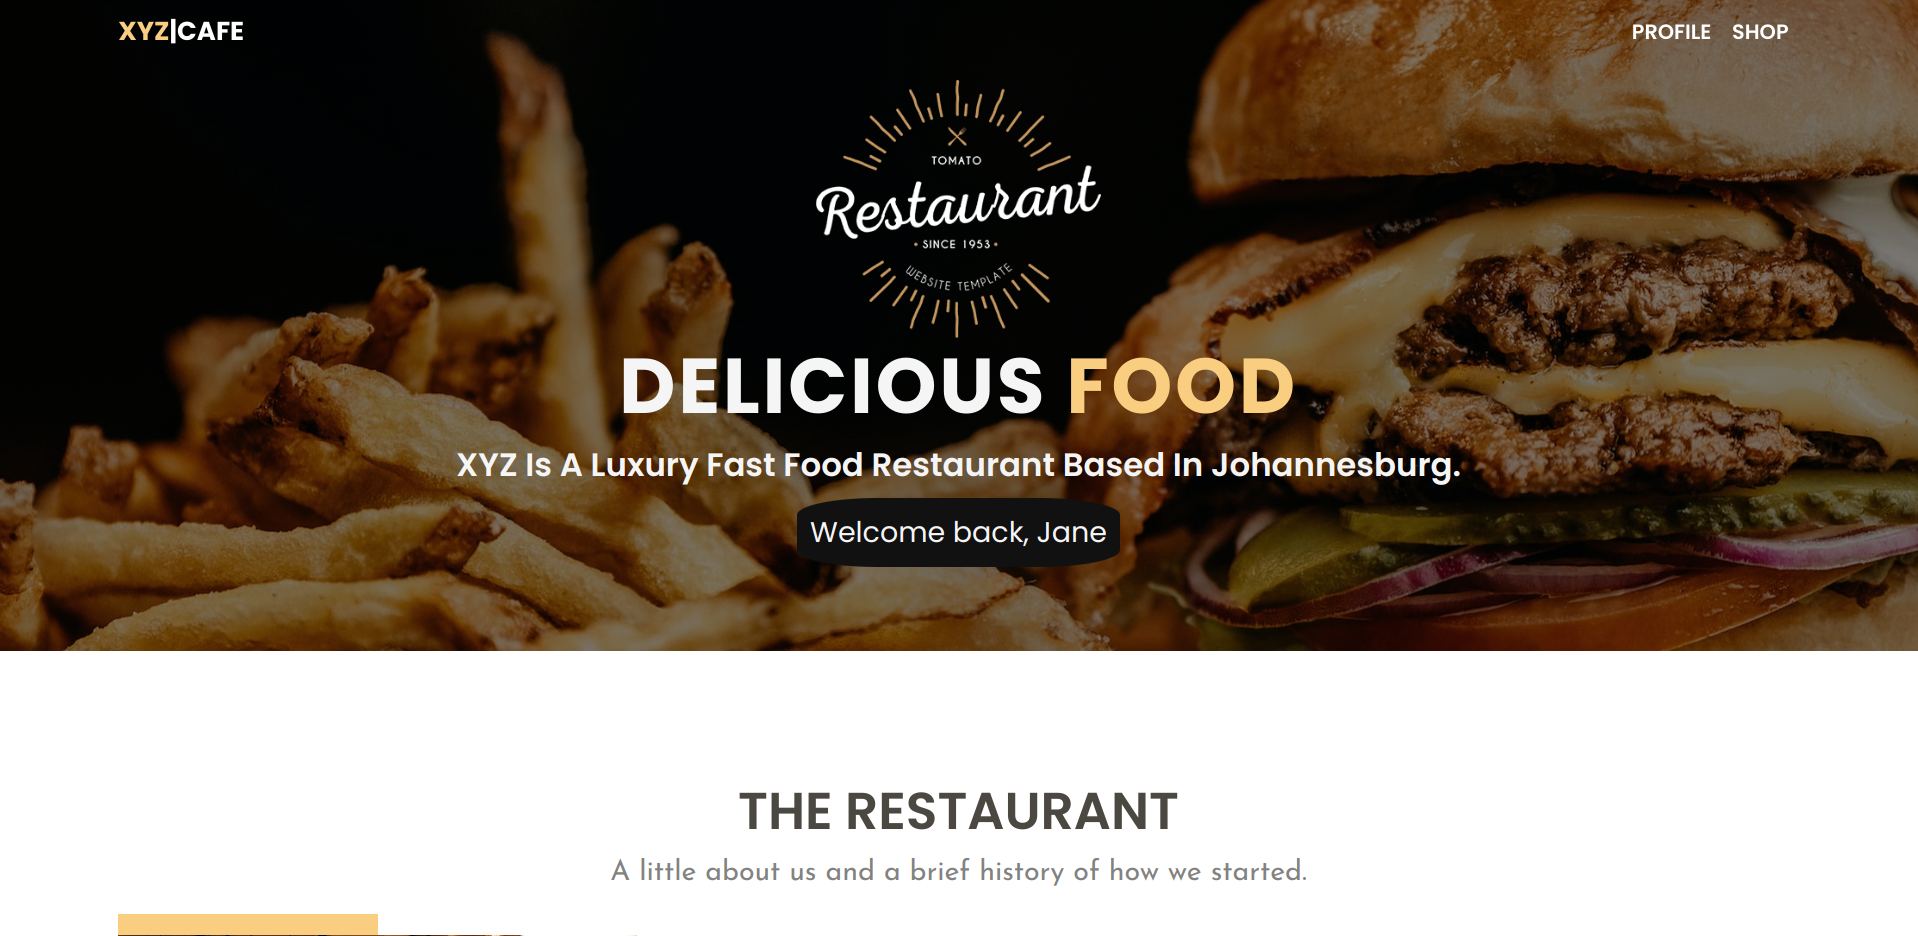 XYZ|CAFE
PROFILE SHOP
TOMATO
Restaurant
• SINCE 1953 •
WEBSITE TEMPLATE
DELICIOUS FOOD
XYZ Is A Luxury Fast Food Restaurant Based In Johannesburg.
Welcome back, Jane
THE RESTAURANT
A little about us and a brief history of how we started.